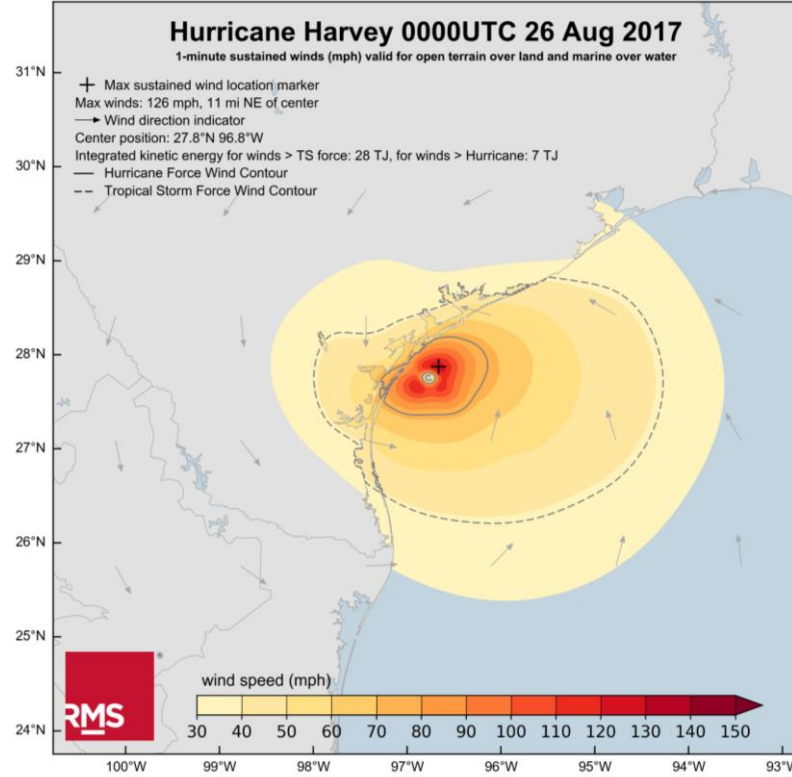 Hurricane Harvey 0000UTC 26 Aug 2017
1-minute sustained winds (mph) valid for open terrain over land and marine over water
Max sustained wind location marker
Max winds: 126 mph, 11 mi NE of center
Wind direction indicator
Center position: 27.8°N 96.8°W
Integrated kinetic energy for winds > TS force: 28 TJ, for winds > Hurricane: 7 TJ
Hurricane Force Wind Contour
Tropical Storm Force Wind Contour
31°N
30°N
29°N
28°N
27°N
26°N
25°N
24°N
C
RMS
®
wind speed (mph)
30 40 50 60 70 80 90 100 110 120 130 140 150
100°W 99°W 98°W 97°W 96°W 95°W 94°W 93°W